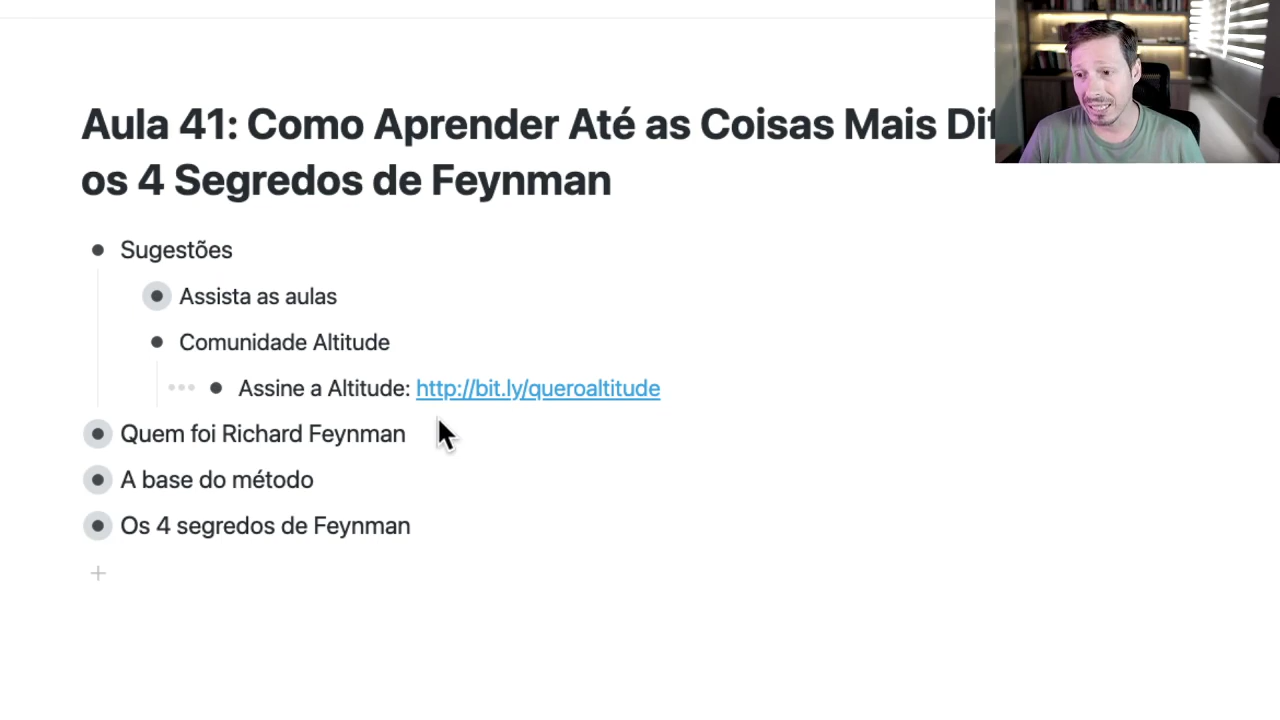 Aula 41: Como Aprender Até as Coisas Mais
os 4 Segredos de Feynman
Sugestões
Assista as aulas
Comunidade Altitude
Assine a Altitude: http://bit.ly/queroaltitude
Quem foi Richard Feynman
A base do método
Os 4 segredos de Feynman